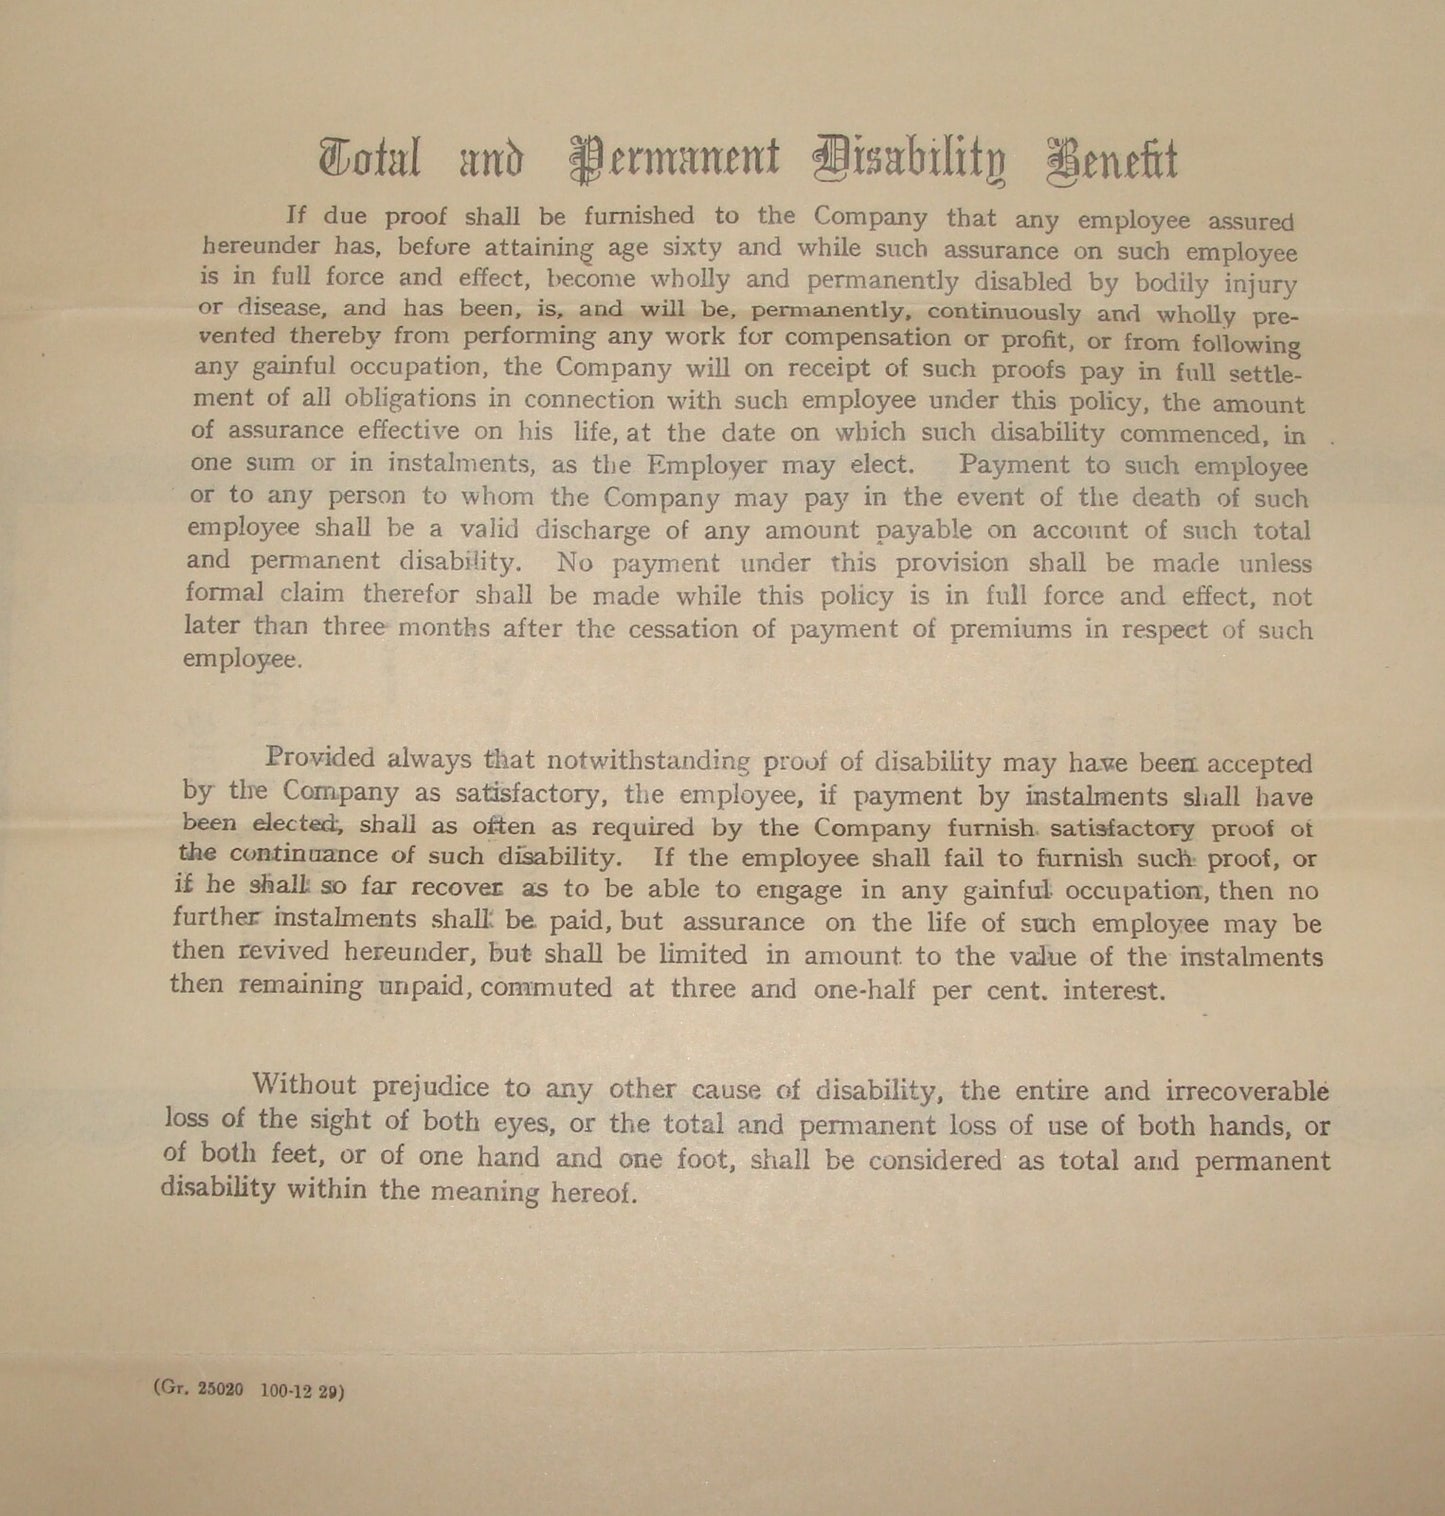 Total and Permanent Disability Benefit
If due proof shall be furnished to the Company that any employee assured
hereunder has, before attaining age sixty and while such assurance on such employee
is in full force and effect, become wholly and permanently disabled by bodily injury
or disease, and has been, is, and will be, permanently, continuously and wholly pre-
vented thereby from performing any work for compensation or profit, or from following
any gainful occupation, the Company will on receipt of such proofs pay in full settle-
ment of all obligations in connection with such employee under this policy, the amount
of assurance effective on his life, at the date on which such disability commenced, in
one sum or in instalments, as the Employer may elect. Payment to such employee
or to any person to whom the Company may pay in the event of the death of such
employee shall be a valid discharge of any amount payable on account of such total
and permanent disability. No payment under this provision shall be made unless
formal claim therefor shall be made while this policy is in full force and effect, not
later than three months after the cessation of payment of premiums in respect of such
employee.
Provided always that notwithstanding proof of disability may have been accepted
by the Company as satisfactory, the employee, if payment by instalments shall have
been elected, shall as often as required by the Company furnish satisfactory proof of
the continuance of such disability. If the employee shall fail to furnish such proof, or
if he shall so far recover as to be able to engage in any gainful occupation, then no
further instalments shall be paid, but assurance on the life of such employee may be
then revived hereunder, but shall be limited in amount to the value of the instalments
then remaining unpaid, commuted at three and one-half per cent. interest.
Without prejudice to any other cause of disability, the entire and irrecoverable
loss of the sight of both eyes, or the total and permanent loss of use of both hands, or
of both feet, or of one hand and one foot, shall be considered as total and permanent
disability within the meaning hereof.
(Gr. 25020 100-12 29)